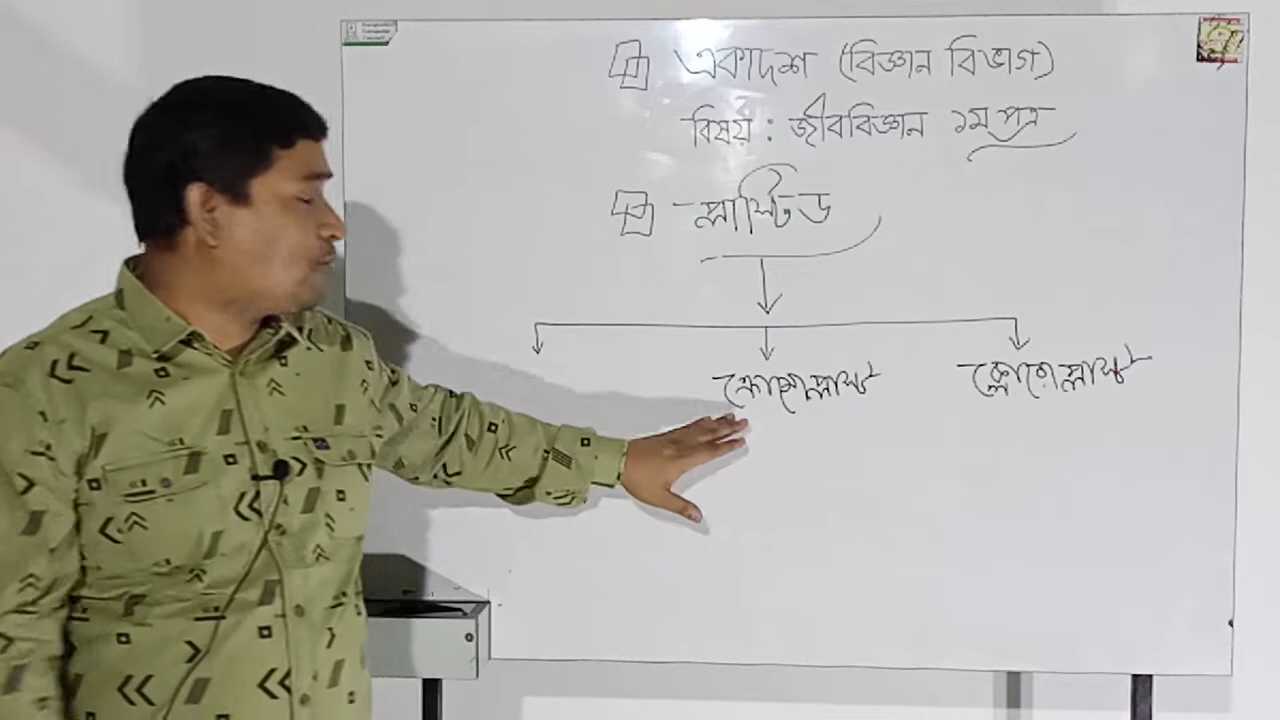 একাদশ (বিজ্ঞান বিভাগ)
বিষয় : জীববিজ্ঞান ১ম পত্র
প্লাস্টিড
ক্রোমোপ্লাস্ট ক্লোরোপ্লাস্ট